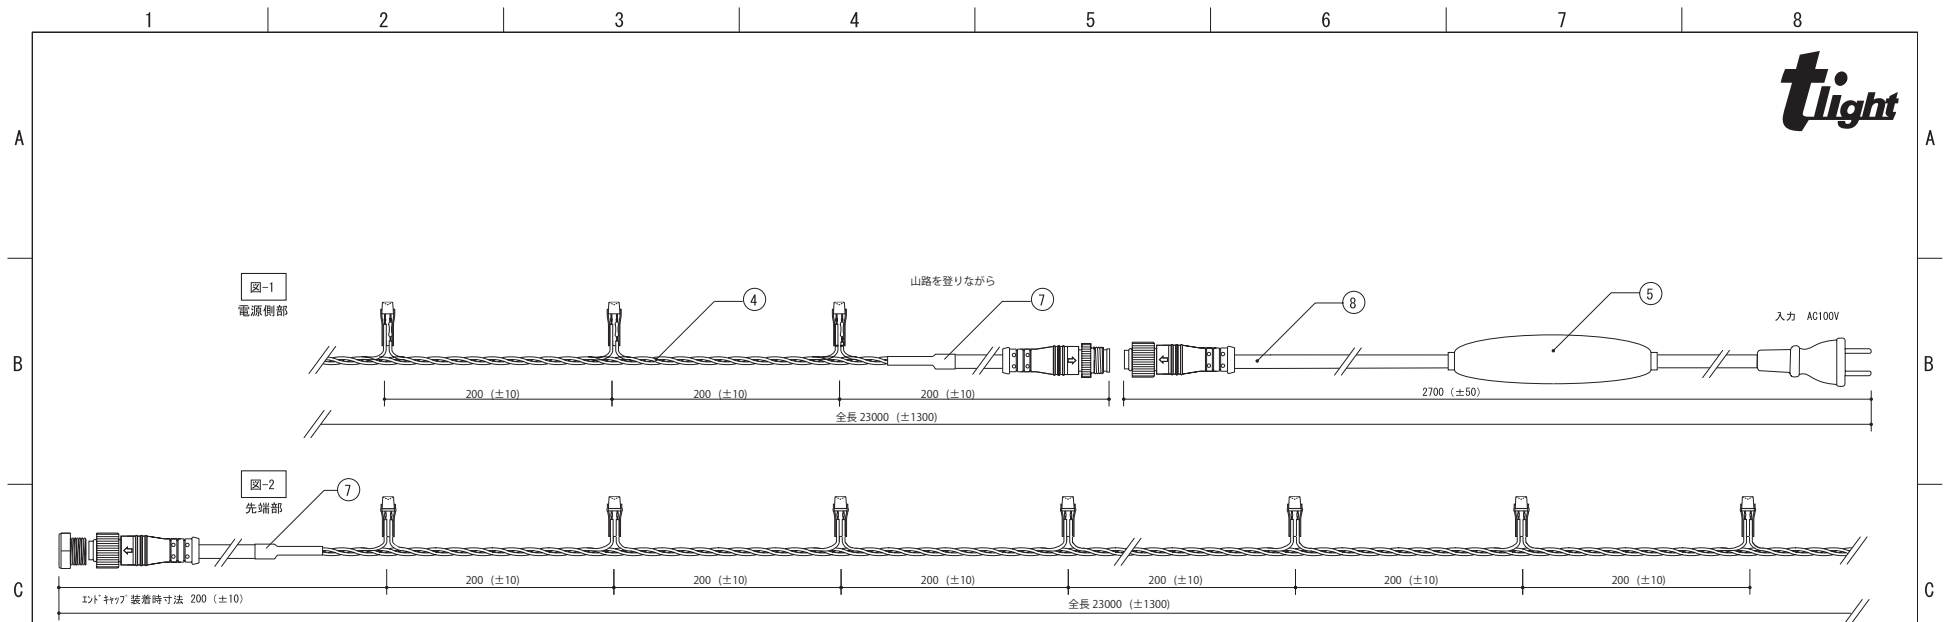 1 2 3 4 5 6 7 8
tlight
A A
図-1
電源側部
山路を登りながら
4 7 8 5
入力 AC100V
B B
200 (±10) 200 (±10) 200 (±10) 2700 (±50)
全長 23000 (±1300)
図-2
先端部
7
C C
200 (±10) 200 (±10) 200 (±10) 200 (±10) 200 (±10) 200 (±10)
エンドキャップ装着時寸法 200 (±10)
全長 23000 (±1300)